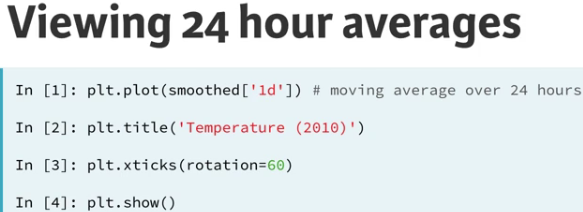 Viewing 24 hour averages
In [1]: plt.plot(smoothed['1d']) # moving average over 24 hours
In [2]: plt.title('Temperature (2010)')
In [3]: plt.xticks(rotation=60)
In [4]: plt.show()